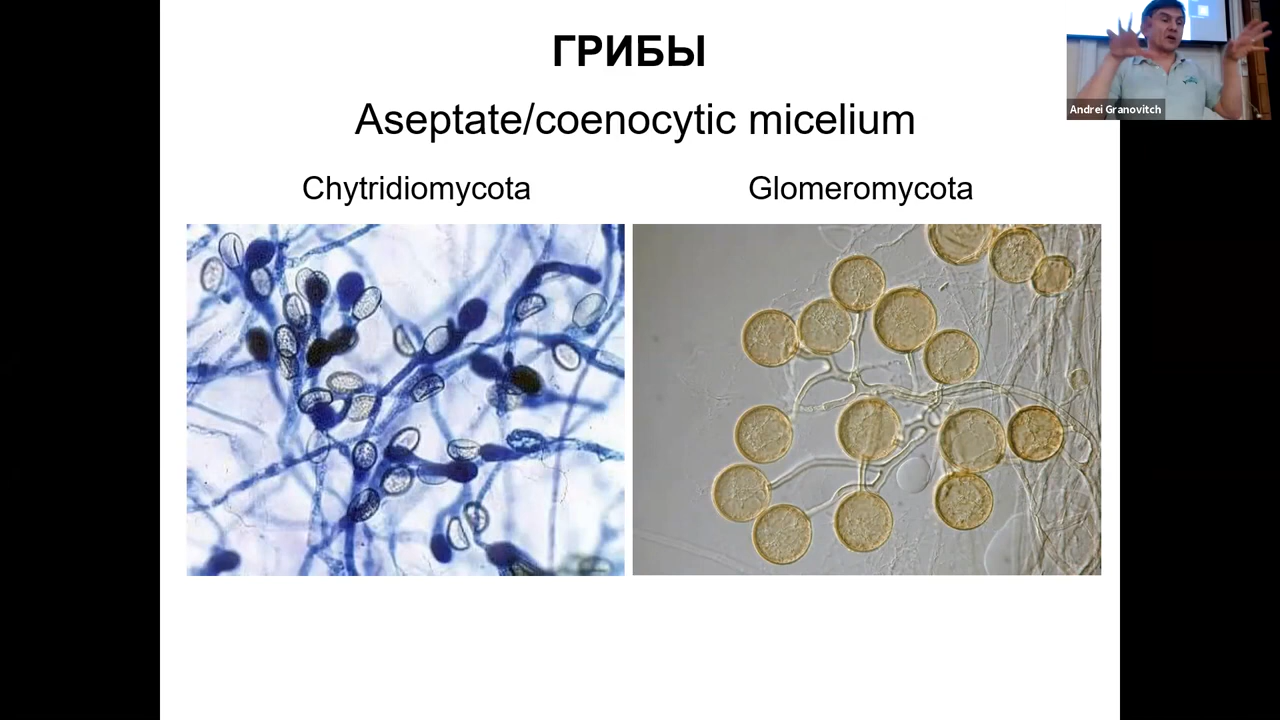 ГРИБЫ
Aseptate/coenocytic micelium
Chytridiomycota
Glomeromycota
Andrei Granovitch